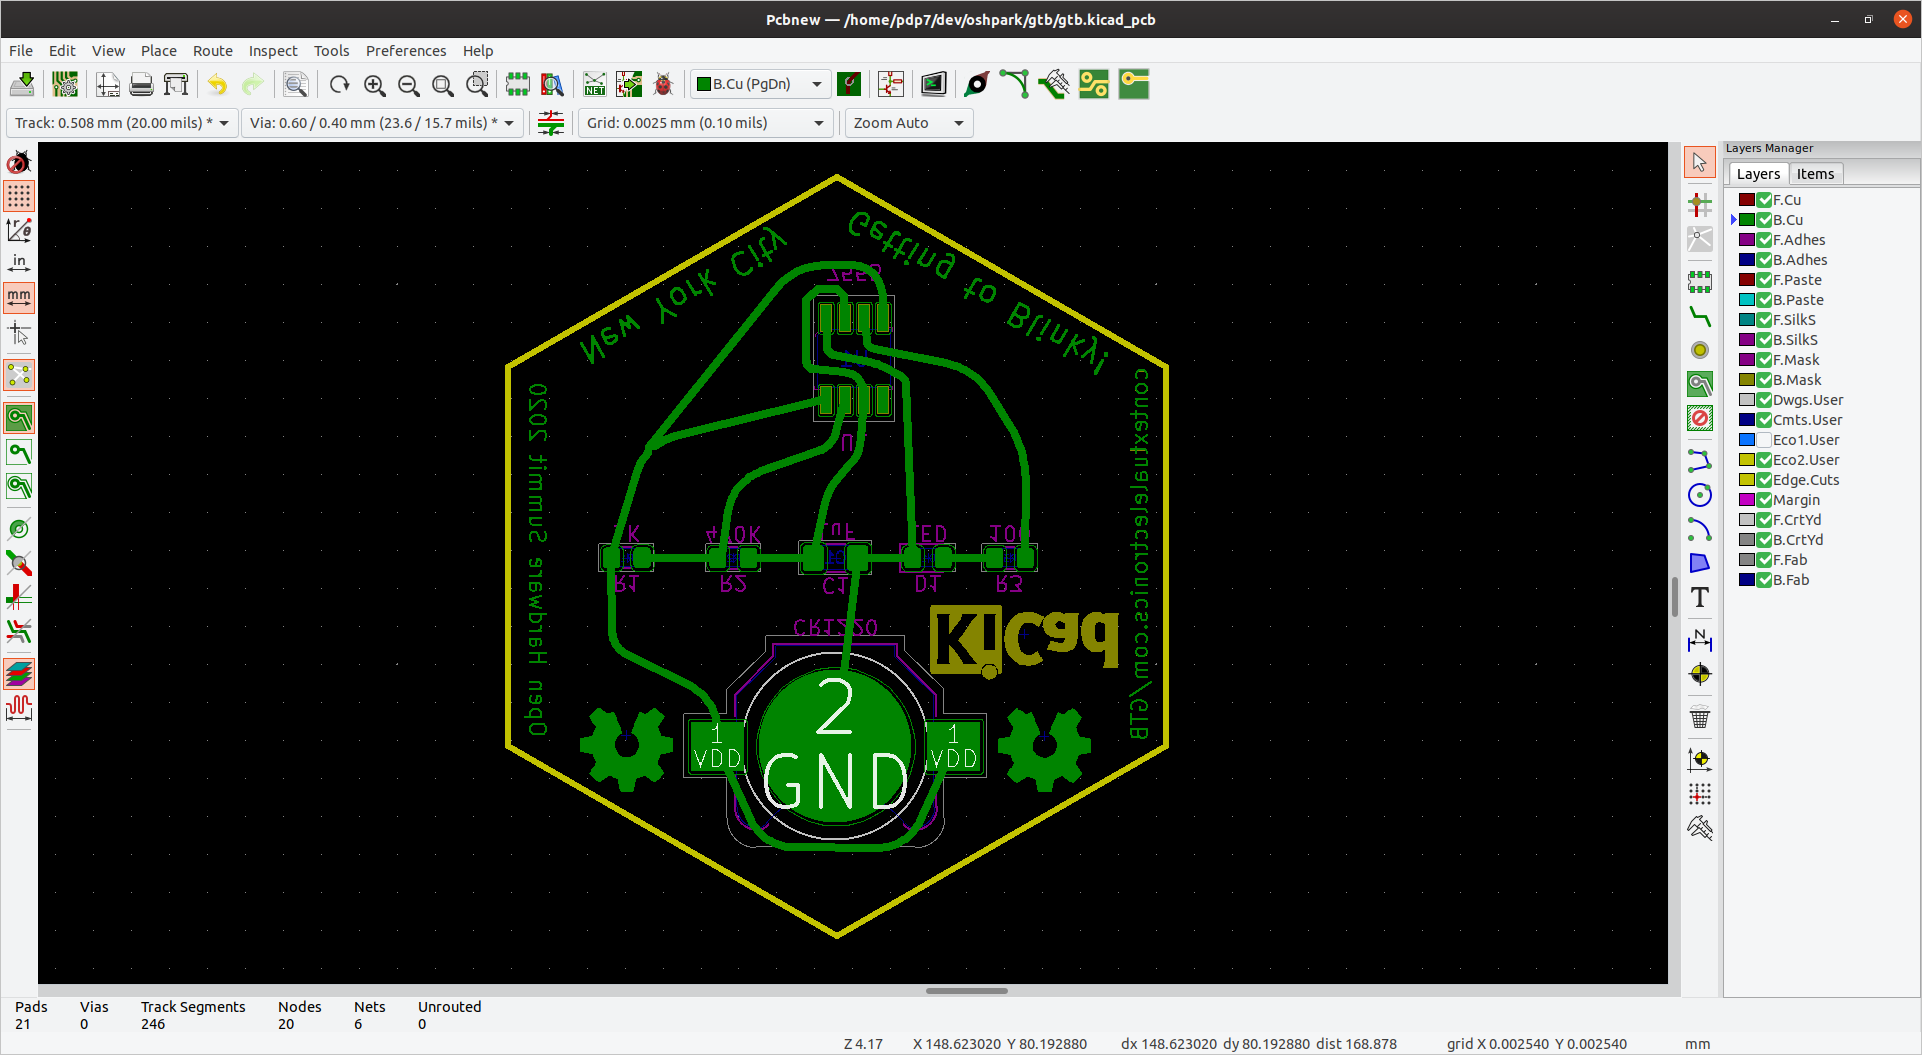 Pcbnew — /home/pdp7/dev/oshpark/gtb/gtb.kicad_pcb
File Edit View Place Route Inspect Tools Preferences Help
NET
B.Cu (PgDn)
Track: 0.508 mm (20.00 mils) *
Via: 0.60 / 0.40 mm (23.6 / 15.7 mils) *
Grid: 0.0025 mm (0.10 mils)
Zoom Auto
in
mm
New York City
Getting to Blinky!
Open Hardware Summit 2020
contextualelectronics.com/GTB
7555
U
1K
470K
1uF
LED
100
R1
R2
C1
D1
R3
CR1220
KiCad
1
VDD
2
GND
1
VDD
T
N
Layers Manager
Layers Items
F.Cu
B.Cu
F.Adhes
B.Adhes
F.Paste
B.Paste
F.SilkS
B.SilkS
F.Mask
B.Mask
Dwgs.User
Cmts.User
Eco1.User
Eco2.User
Edge.Cuts
Margin
F.CrtYd
B.CrtYd
F.Fab
B.Fab
Pads Vias Track Segments Nodes Nets Unrouted
21 0 246 20 6 0
Z 4.17 X 148.623020 Y 80.192880 dx 148.623020 dy 80.192880 dist 168.878 grid X 0.002540 Y 0.002540 mm